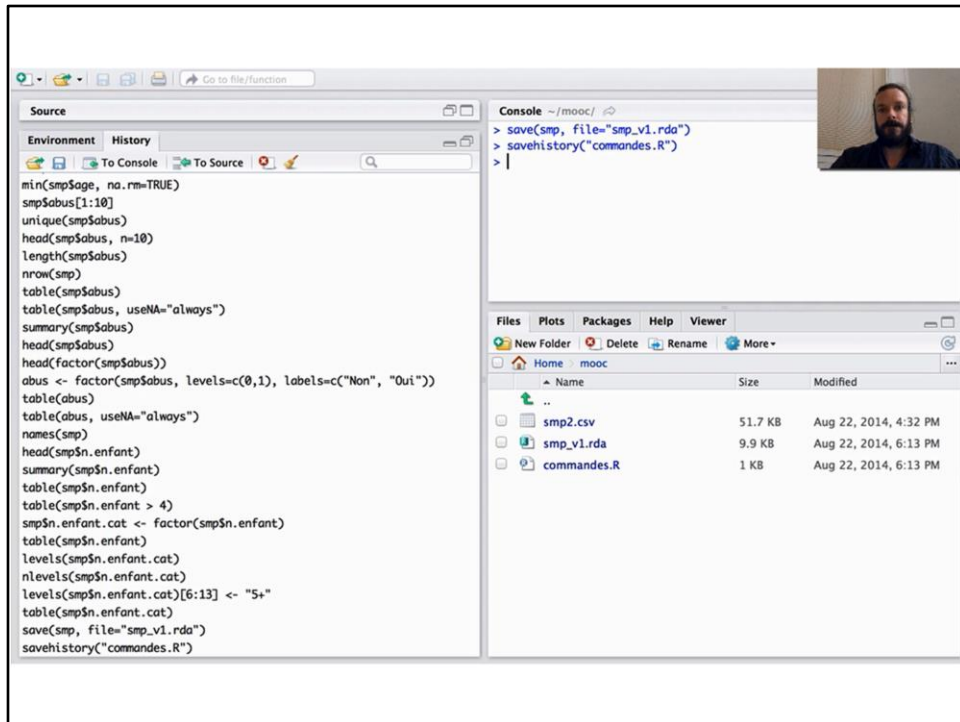 Go to file/function
Source
Environment History
To Console To Source
min(smp$age, na.rm=TRUE)
smp$abus[1:10]
unique(smp$abus)
head(smp$abus, n=10)
length(smp$abus)
nrow(smp)
table(smp$abus)
table(smp$abus, useNA="always")
summary(smp$abus)
head(smp$abus)
head(factor(smp$abus))
abus <- factor(smp$abus, levels=c(0,1), labels=c("Non", "Oui"))
table(abus)
table(abus, useNA="always")
names(smp)
head(smp$n.enfant)
summary(smp$n.enfant)
table(smp$n.enfant)
table(smp$n.enfant > 4)
smp$n.enfant.cat <- factor(smp$n.enfant)
table(smp$n.enfant)
levels(smp$n.enfant.cat)
nlevels(smp$n.enfant.cat)
levels(smp$n.enfant.cat)[6:13] <- "5+"
table(smp$n.enfant.cat)
save(smp, file="smp_v1.rda")
savehistory("commandes.R")
Console ~/mooc/
> save(smp, file="smp_v1.rda")
> savehistory("commandes.R")
>
Files Plots Packages Help Viewer
New Folder Delete Rename More
Home mooc
Name Size Modified
..
smp2.csv 51.7 KB Aug 22, 2014, 4:32 PM
smp_v1.rda 9.9 KB Aug 22, 2014, 6:13 PM
commandes.R 1 KB Aug 22, 2014, 6:13 PM